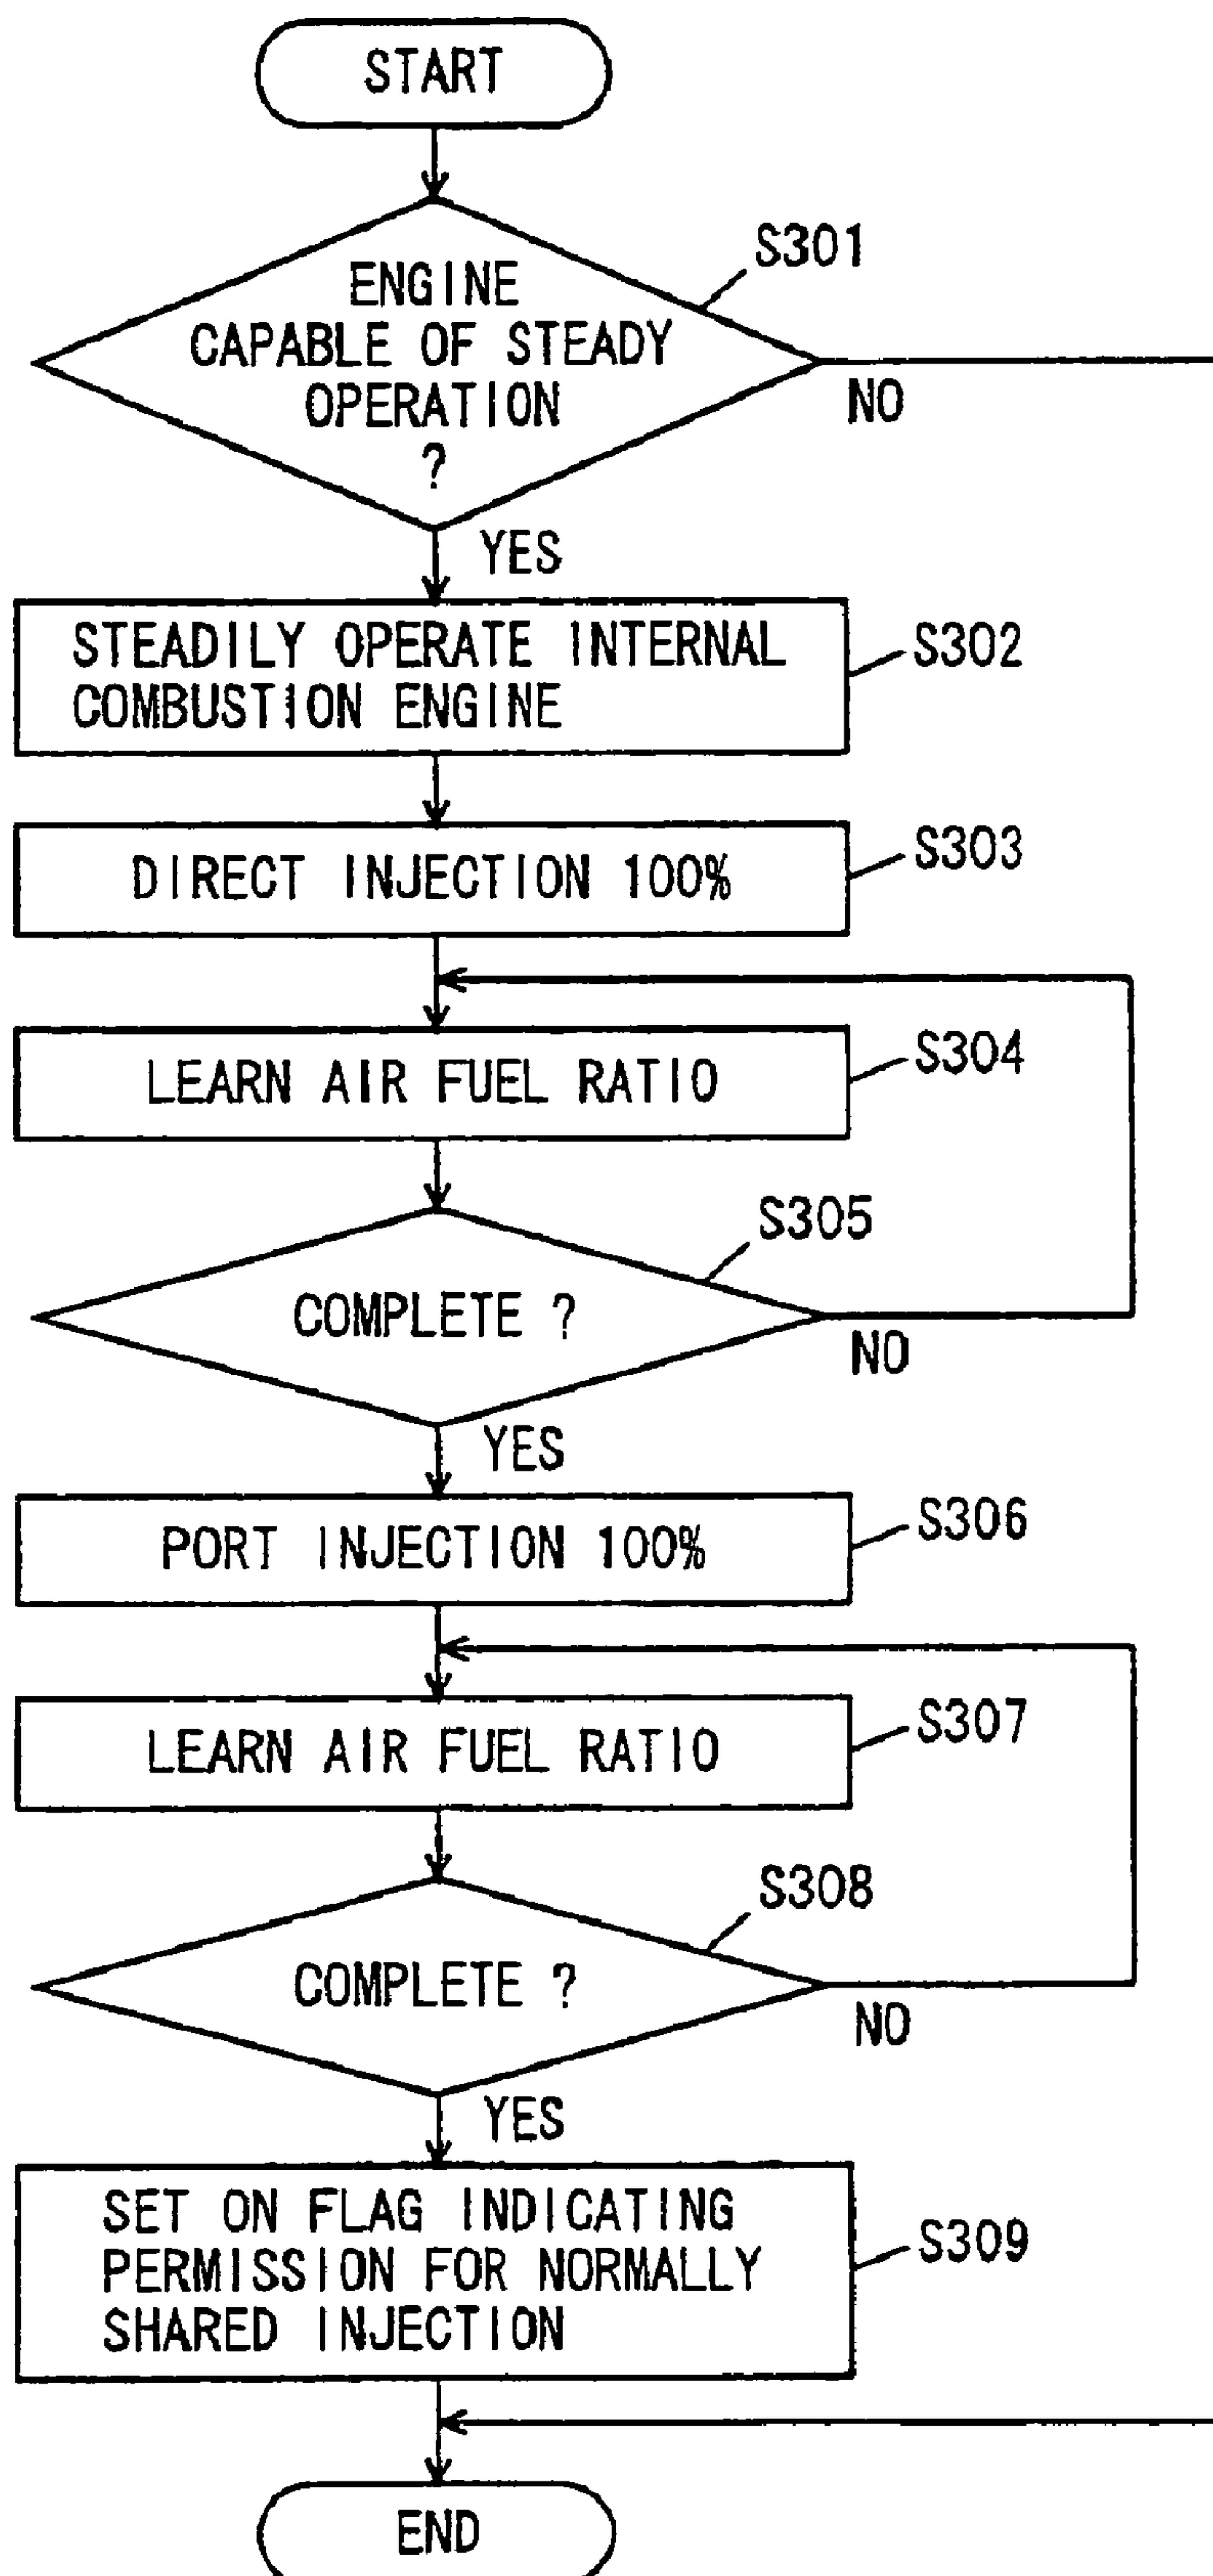 START
S301
ENGINE
CAPABLE OF STEADY
OPERATION
?
NO
YES
STEADILY OPERATE INTERNAL
COMBUSTION ENGINE
S302
DIRECT INJECTION 100%
S303
LEARN AIR FUEL RATIO
S304
S305
COMPLETE ?
NO
YES
PORT INJECTION 100%
S306
LEARN AIR FUEL RATIO
S307
S308
COMPLETE ?
NO
YES
SET ON FLAG INDICATING
PERMISSION FOR NORMALLY
SHARED INJECTION
S309
END